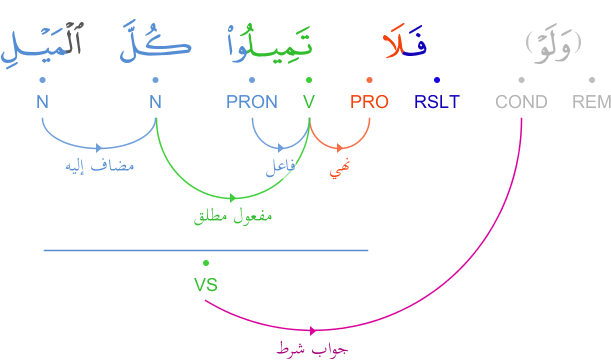 (وَلَوْ) فَلَا تَمِيلُوا۟ كُلَّ ٱلْمَيْلِ
REM COND RSLT PRO V PRON N N
نهي فاعل مضاف إليه
مفعول مطلق
VS
جواب شرط